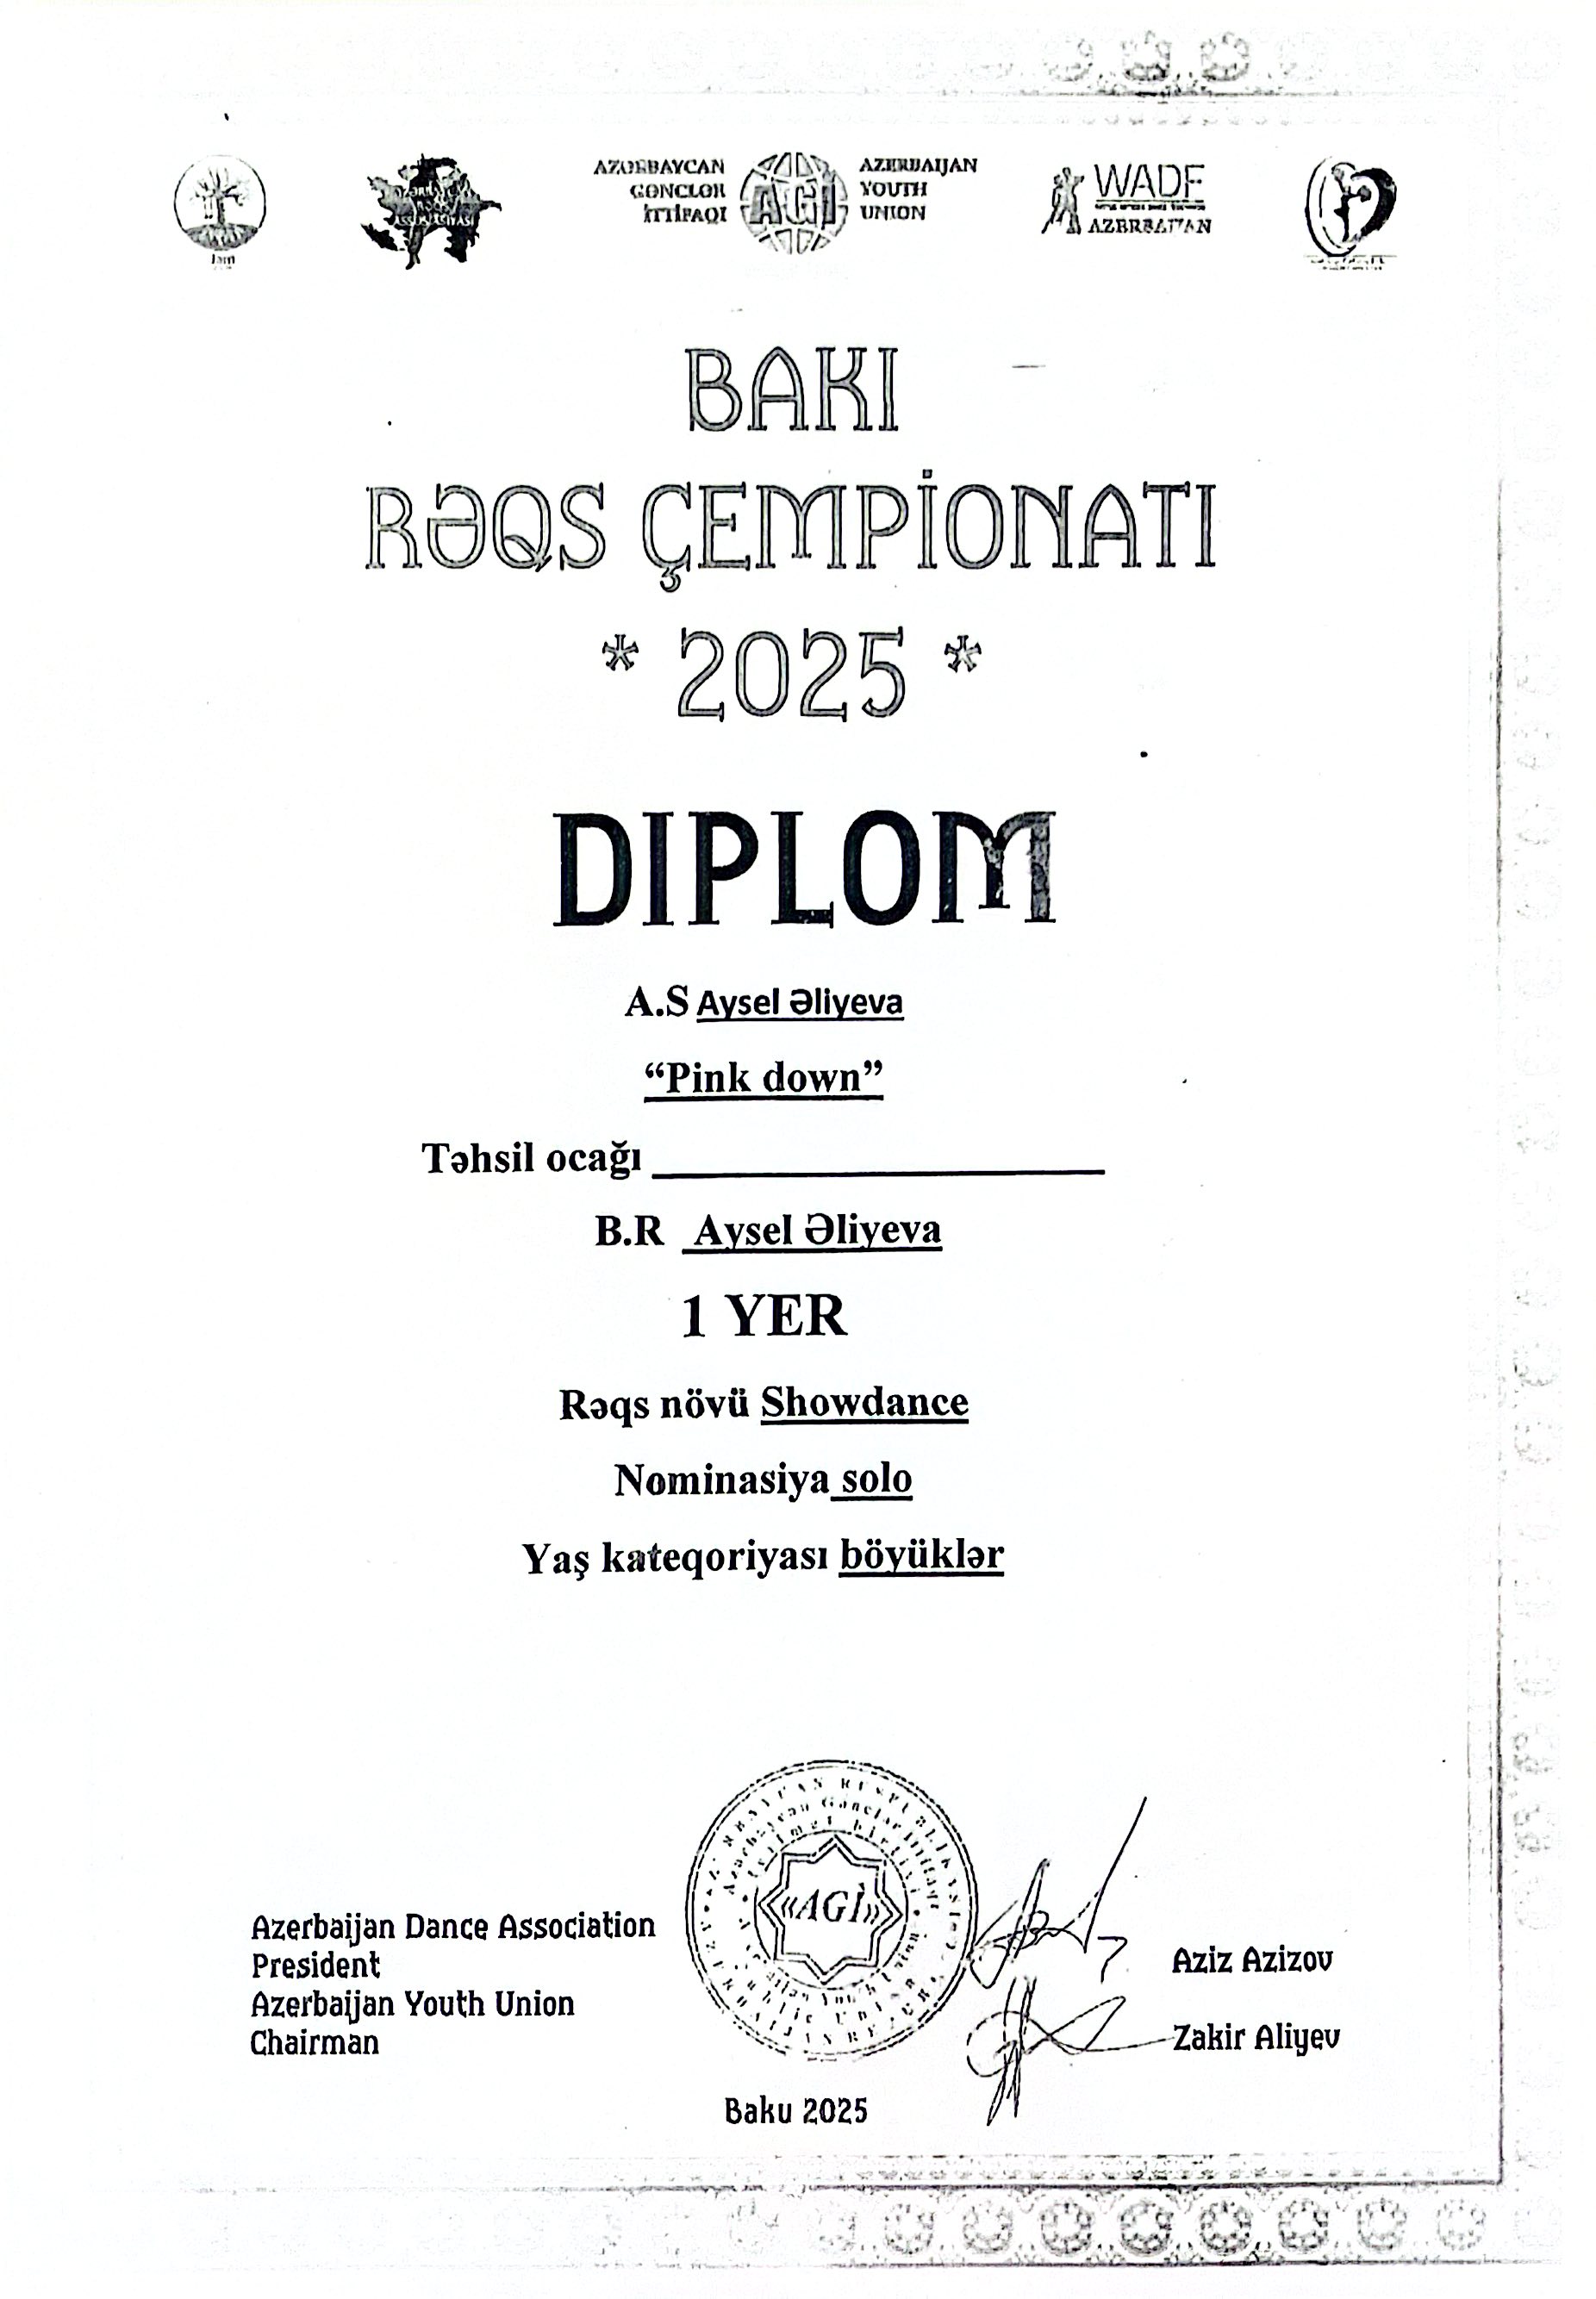 AZƏRBAYCAN
GƏNCLƏR
İTTİFAQI
AGİ
AZERBAIJAN
YOUTH
UNION
WADF
AZERBAIJAN
BAKI
RƏQS ÇEMPİONATI
* 2025 *
DIPLOM
A.S Aysel Əliyeva
“Pink down”
Təhsil ocağı
B.R Aysel Əliyeva
1 YER
Rəqs növü Showdance
Nominasiya solo
Yaş kateqoriyası böyüklər
«AGİ»
Azerbaijan Dance Association
President
Aziz Azizov
Azerbaijan Youth Union
Chairman
Zakir Aliyev
Baku 2025